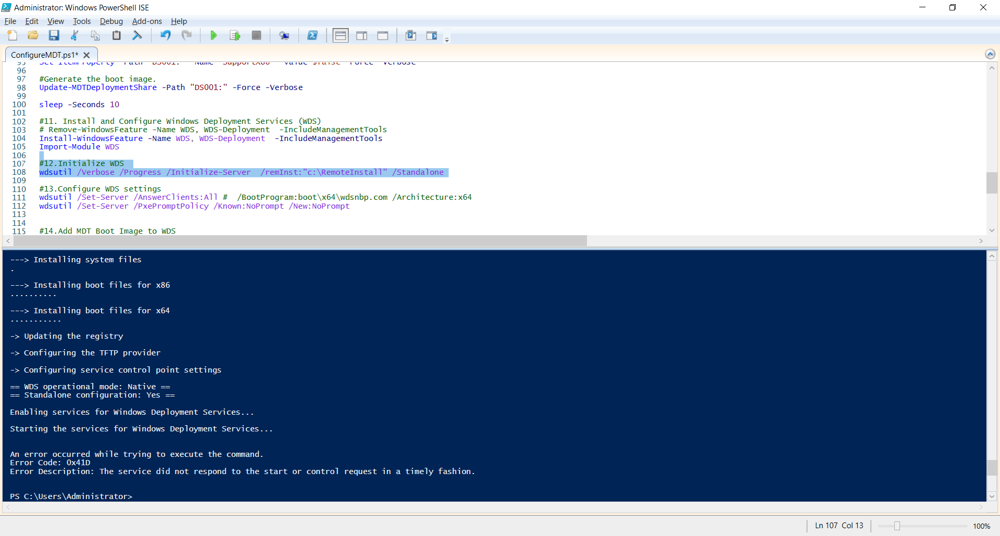 Administrator: Windows PowerShell ISE
File Edit View Tools Debug Add-ons Help
ConfigureMDT.ps1*
96
97 #Generate the boot image.
98 Update-MDTDeploymentShare -Path "DS001:" -Force -Verbose
99
100 sleep -Seconds 10
101
102 #11. Install and Configure Windows Deployment Services (WDS)
103 # Remove-WindowsFeature -Name WDS, WDS-Deployment  -IncludeManagementTools
104 Install-WindowsFeature -Name WDS, WDS-Deployment  -IncludeManagementTools
105 Import-Module WDS
106
107 #12.Initialize WDS
108 wdsutil /Verbose /Progress /Initialize-Server  /remInst:"c:\RemoteInstall" /Standalone
109
110 #13.Configure WDS settings
111 wdsutil /Set-Server /AnswerClients:All #  /BootProgram:boot\x64\wdsnbp.com /Architecture:x64
112 wdsutil /Set-Server /PxePromptPolicy /Known:NoPrompt /New:NoPrompt
113
114
115 #14.Add MDT Boot Image to WDS
---> Installing system files
.
---> Installing boot files for x86
..........
---> Installing boot files for x64
...........
-> Updating the registry
-> Configuring the TFTP provider
-> Configuring service control point settings
== WDS operational mode: Native ==
== Standalone configuration: Yes ==
Enabling services for Windows Deployment Services...
Starting the services for Windows Deployment Services...
An error occurred while trying to execute the command.
Error Code: 0x41D
Error Description: The service did not respond to the start or control request in a timely fashion.
PS C:\Users\Administrator>
Ln 107 Col 13 100%